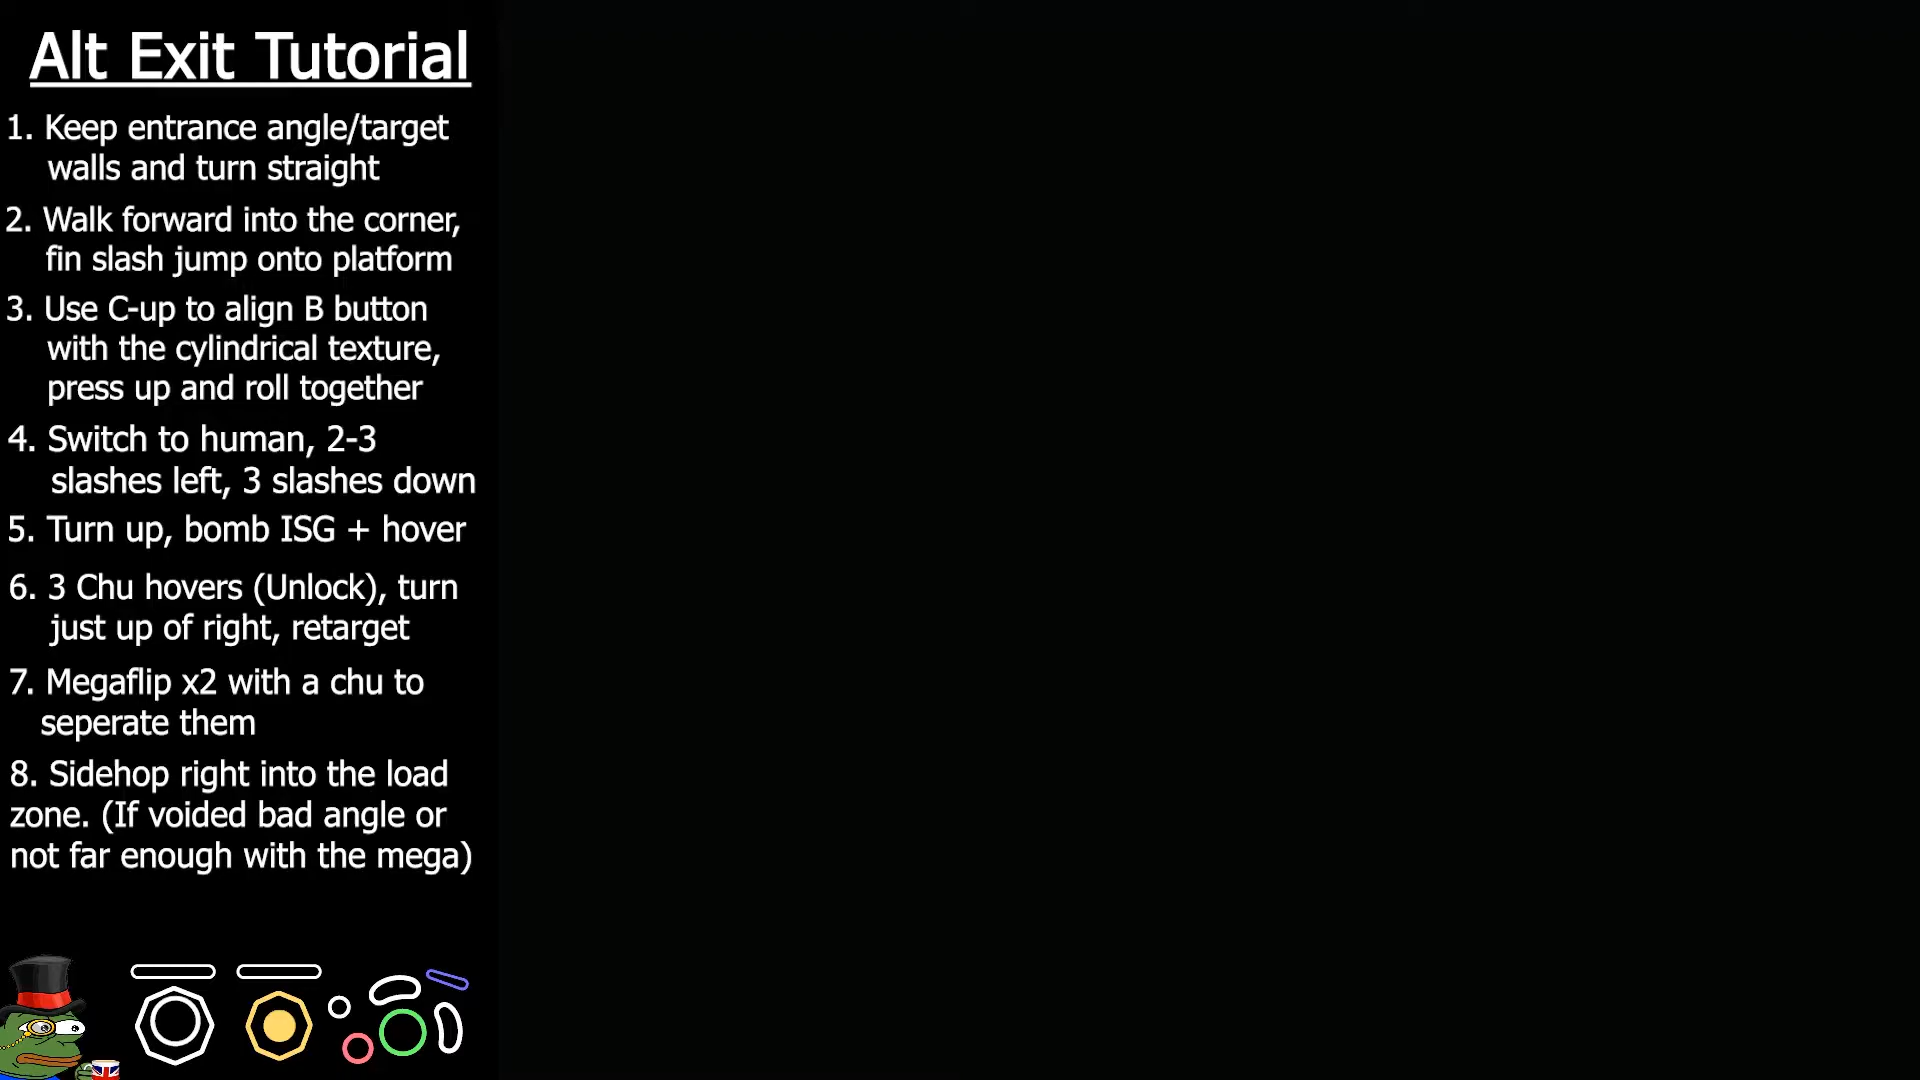 Alt Exit Tutorial
1. Keep entrance angle/target
walls and turn straight
2. Walk forward into the corner,
fin slash jump onto platform
3. Use C-up to align B button
with the cylindrical texture,
press up and roll together
4. Switch to human, 2-3
slashes left, 3 slashes down
5. Turn up, bomb ISG + hover
6. 3 Chu hovers (Unlock), turn
just up of right, retarget
7. Megaflip x2 with a chu to
seperate them
8. Sidehop right into the load
zone. (If voided bad angle or
not far enough with the mega)